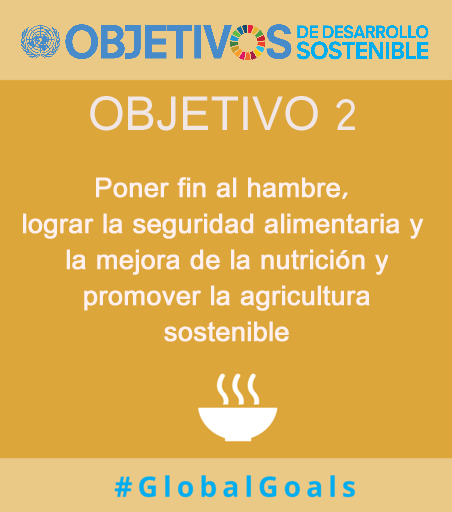 OBJETIVOS DE DESARROLLO SOSTENIBLE
OBJETIVO 2
Poner fin al hambre,
lograr la seguridad alimentaria y
la mejora de la nutrición y
promover la agricultura
sostenible
#GlobalGoals